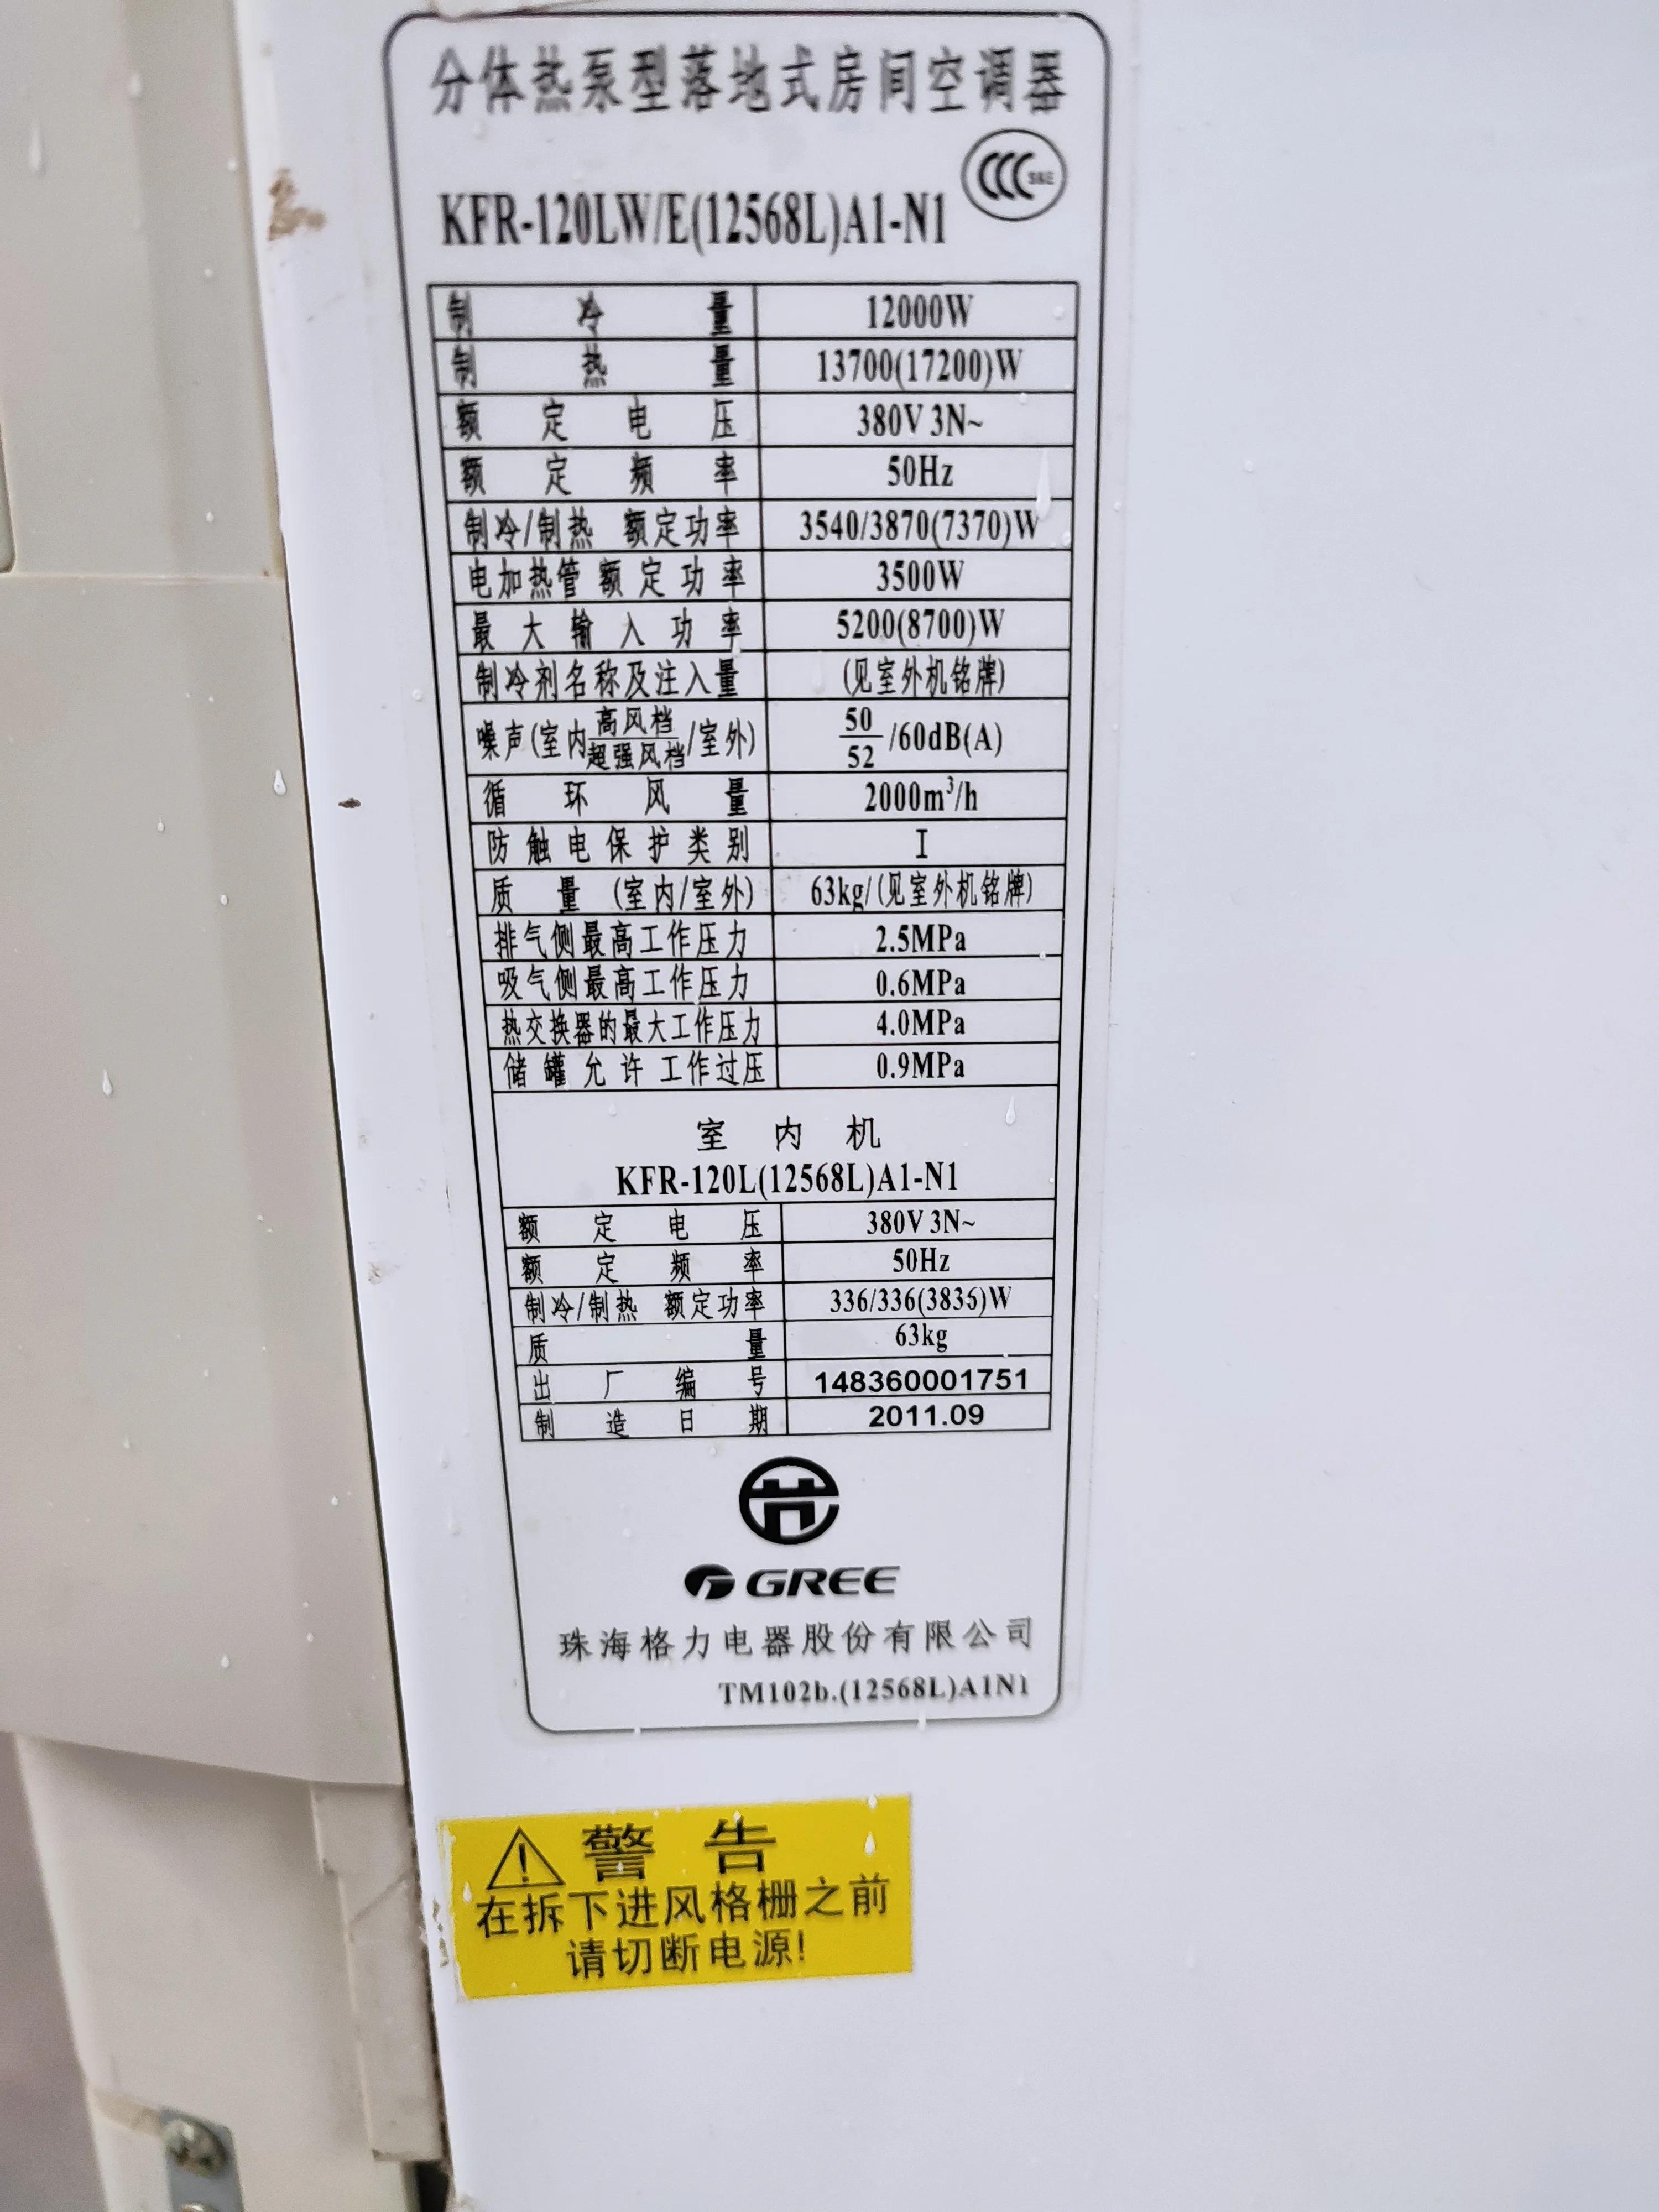 分体热泵型落地式房间空调器
CCC S&E
KFR-120LW/E(12568L)A1-N1
制冷量 12000W
制热量 13700(17200)W
额定电压 380V 3N~
额定频率 50Hz
制冷/制热 额定功率 3540/3870(7370)W
电加热管额定功率 3500W
最大输入功率 5200(8700)W
制冷剂名称及注入量 (见室外机铭牌)
噪声(室内高风档/超强风档/室外) 50/52/60dB(A)
循环风量 2000m³/h
防触电保护类别 I
质量(室内/室外) 63kg/(见室外机铭牌)
排气侧最高工作压力 2.5MPa
吸气侧最高工作压力 0.6MPa
热交换器的最大工作压力 4.0MPa
储罐允许工作过压 0.9MPa
室内机
KFR-120L(12568L)A1-N1
额定电压 380V 3N~
额定频率 50Hz
制冷/制热 额定功率 336/336(3836)W
质量 63kg
出厂编号 148360001751
制造日期 2011.09
GREE
珠海格力电器股份有限公司
TM102b.(12568L)A1N1
警告
在拆下进风格栅之前
请切断电源!